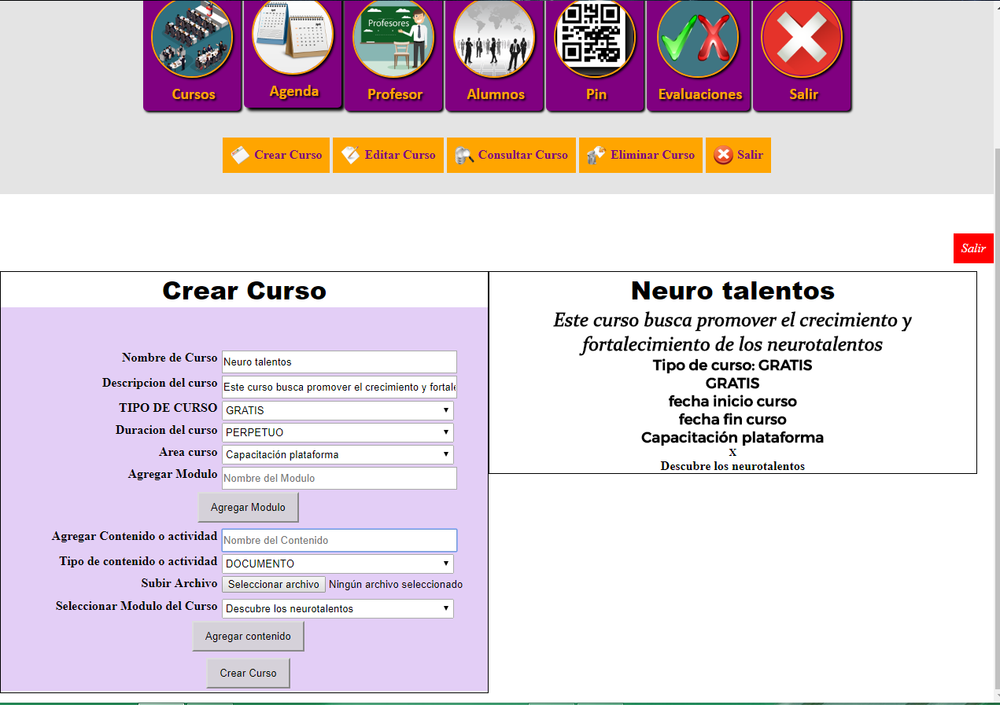 Profesores
Cursos
Agenda
Profesor
Alumnos
Pin
Evaluaciones
Salir
Crear Curso
Editar Curso
Consultar Curso
Eliminar Curso
Salir
Salir
Crear Curso
Nombre de Curso Neuro talentos
Descripcion del curso Este curso busca promover el crecimiento y fortale
TIPO DE CURSO GRATIS
Duracion del curso PERPETUO
Area curso Capacitación plataforma
Agregar Modulo Nombre del Modulo
Agregar Modulo
Agregar Contenido o actividad Nombre del Contenido
Tipo de contenido o actividad DOCUMENTO
Subir Archivo Seleccionar archivo Ningún archivo seleccionado
Seleccionar Modulo del Curso Descubre los neurotalentos
Agregar contenido
Crear Curso
Neuro talentos
Este curso busca promover el crecimiento y
fortalecimiento de los neurotalentos
Tipo de curso: GRATIS
GRATIS
fecha inicio curso
fecha fin curso
Capacitación plataforma
X
Descubre los neurotalentos